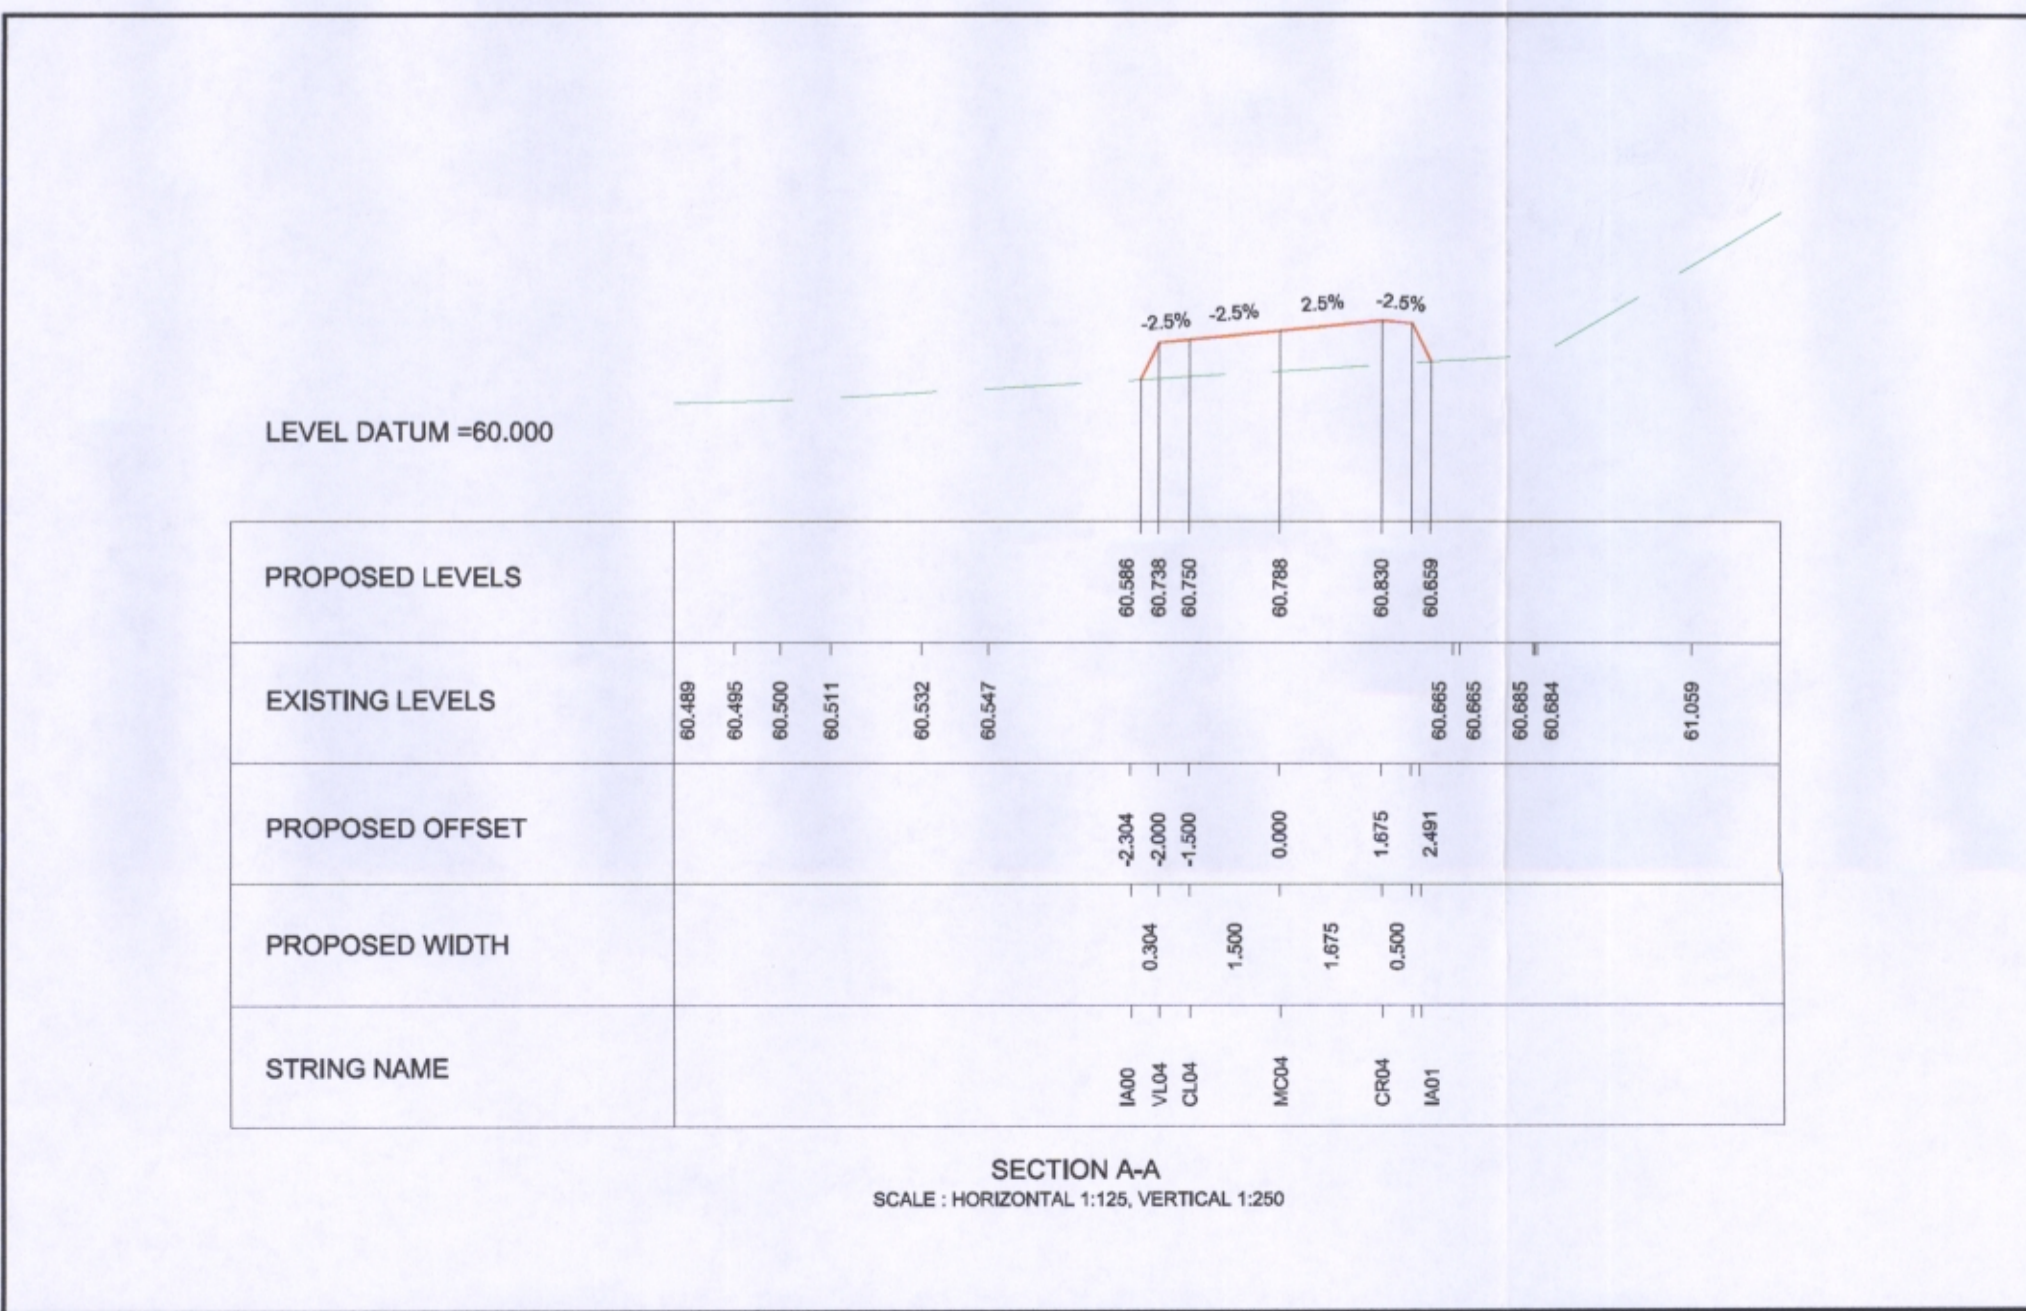 -2.5% -2.5% 2.5% -2.5%
LEVEL DATUM =60.000
PROPOSED LEVELS 60.586 60.738 60.750 60.788 60.830 60.659
EXISTING LEVELS 60.489 60.495 60.500 60.511 60.532 60.547 60.665 60.665 60.685 60.684 61.059
PROPOSED OFFSET -2.304 -2.000 -1.500 0.000 1.675 2.491
PROPOSED WIDTH 0.304 1.500 1.675 0.500
STRING NAME IA00 VL04 CL04 MC04 CR04 IA01
SECTION A-A
SCALE : HORIZONTAL 1:125, VERTICAL 1:250